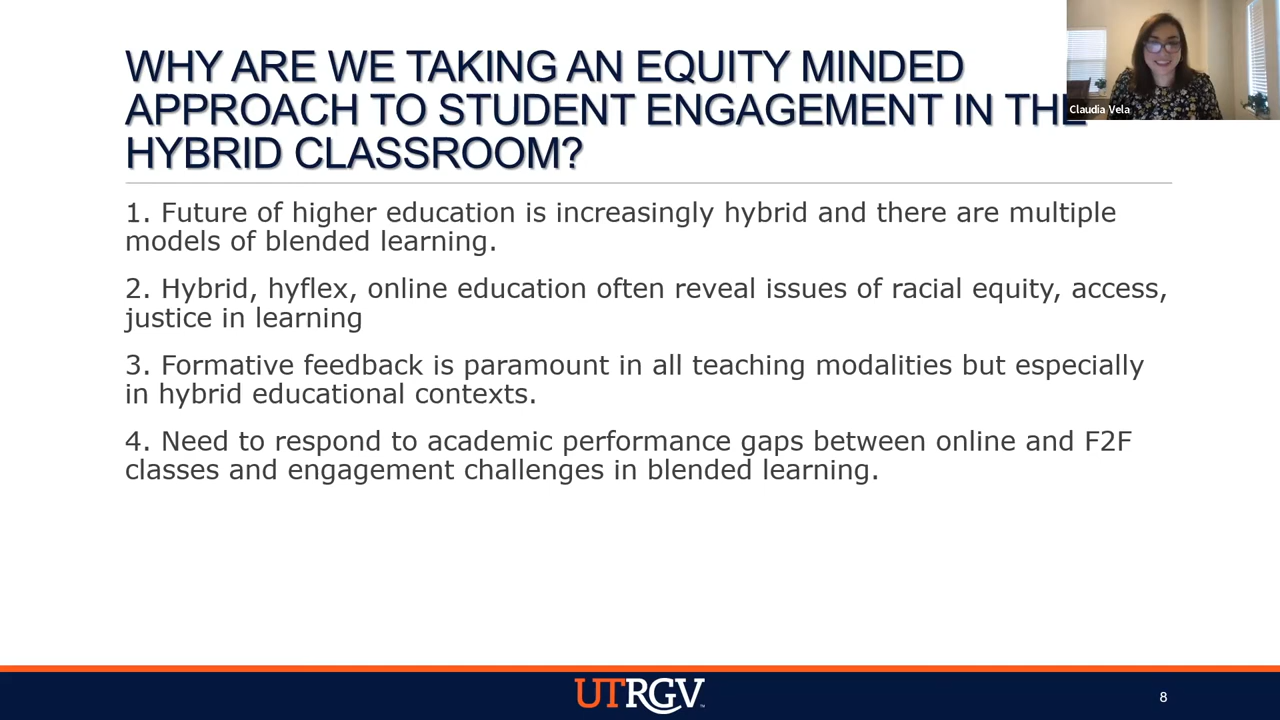 WHY ARE WE TAKING AN EQUITY MINDED
APPROACH TO STUDENT ENGAGEMENT IN THE
HYBRID CLASSROOM?
Claudia Vela
1. Future of higher education is increasingly hybrid and there are multiple
models of blended learning.
2. Hybrid, hyflex, online education often reveal issues of racial equity, access,
justice in learning
3. Formative feedback is paramount in all teaching modalities but especially
in hybrid educational contexts.
4. Need to respond to academic performance gaps between online and F2F
classes and engagement challenges in blended learning.
UTRGV™
8